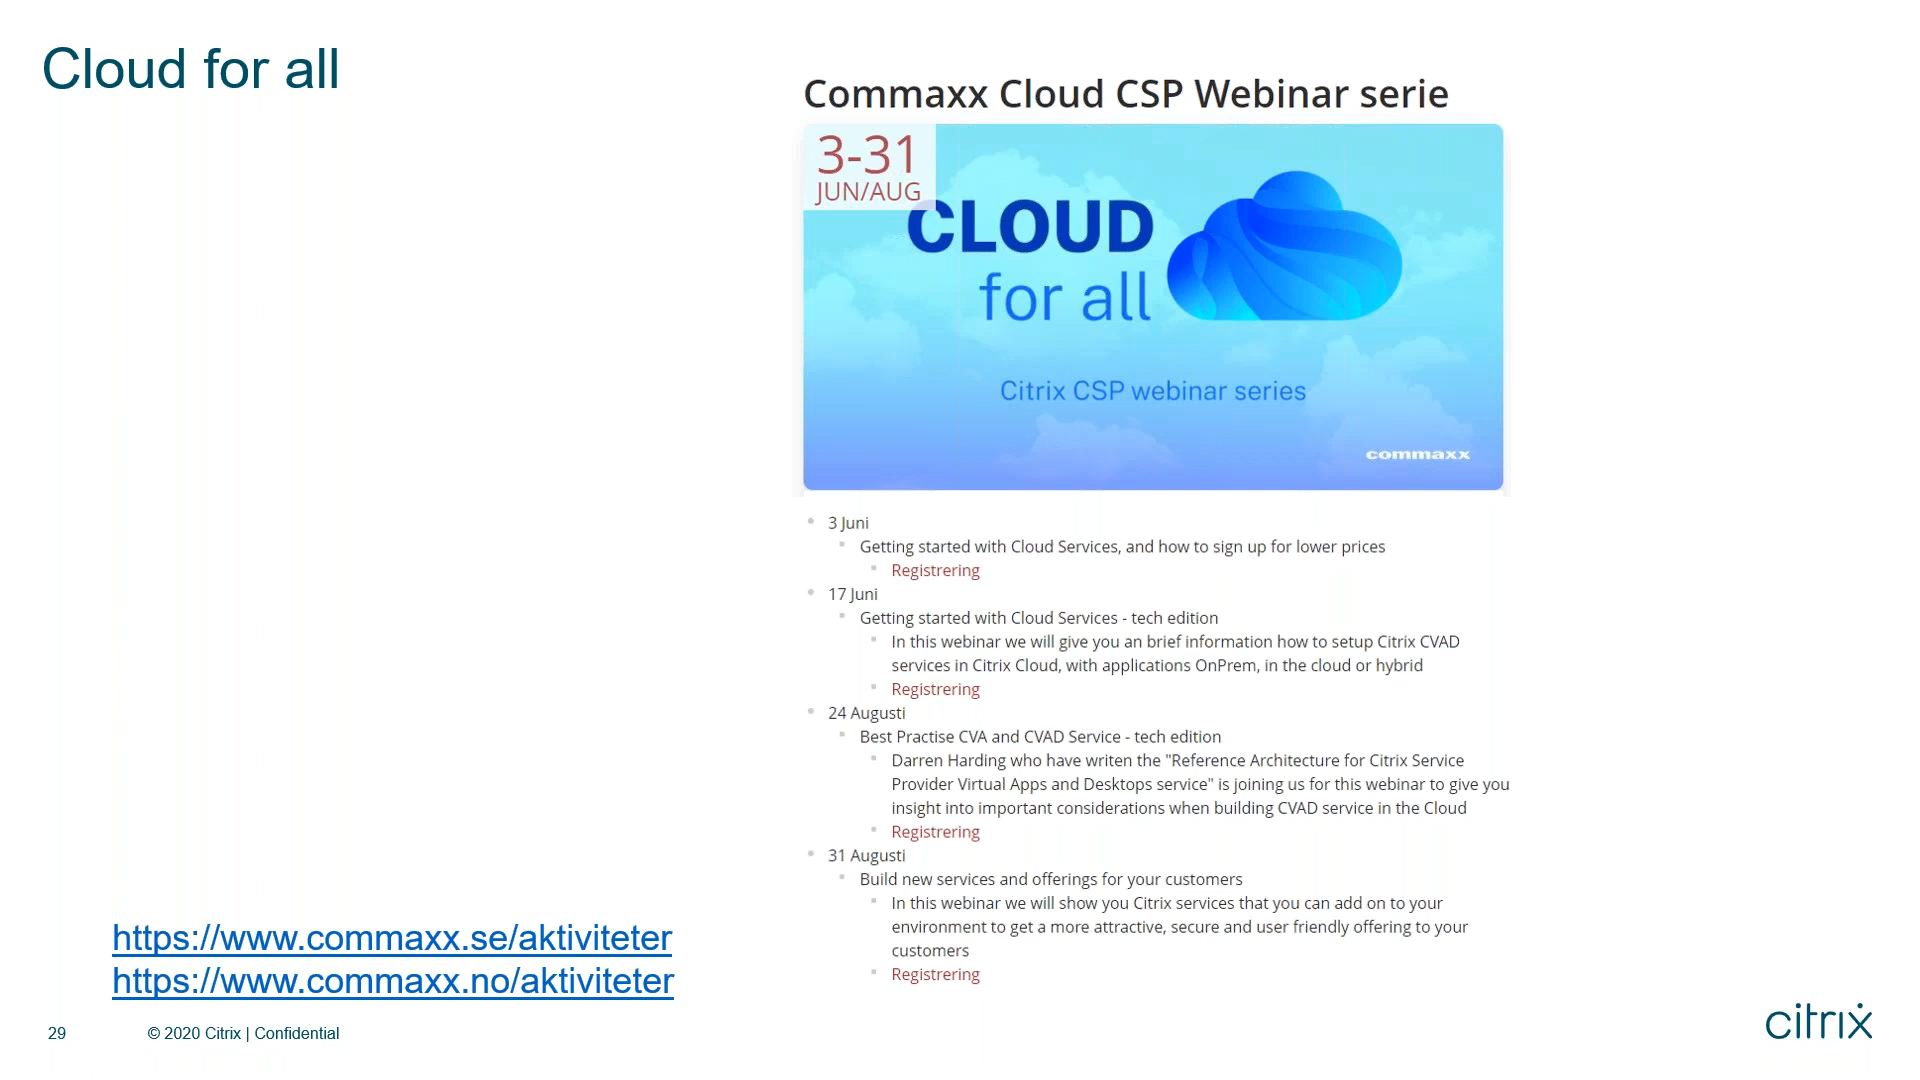 Cloud for all
Commaxx Cloud CSP Webinar serie
3-31
JUN/AUG
CLOUD
for all
Citrix CSP webinar series
commaxx
3 Juni
Getting started with Cloud Services, and how to sign up for lower prices
Registrering
17 Juni
Getting started with Cloud Services - tech edition
In this webinar we will give you an brief information how to setup Citrix CVAD
services in Citrix Cloud, with applications OnPrem, in the cloud or hybrid
Registrering
24 Augusti
Best Practise CVA and CVAD Service - tech edition
Darren Harding who have writen the "Reference Architecture for Citrix Service
Provider Virtual Apps and Desktops service" is joining us for this webinar to give you
insight into important considerations when building CVAD service in the Cloud
Registrering
31 Augusti
Build new services and offerings for your customers
In this webinar we will show you Citrix services that you can add on to your
environment to get a more attractive, secure and user friendly offering to your
customers
Registrering
https://www.commaxx.se/aktiviteter
https://www.commaxx.no/aktiviteter
29
© 2020 Citrix | Confidential
citrix